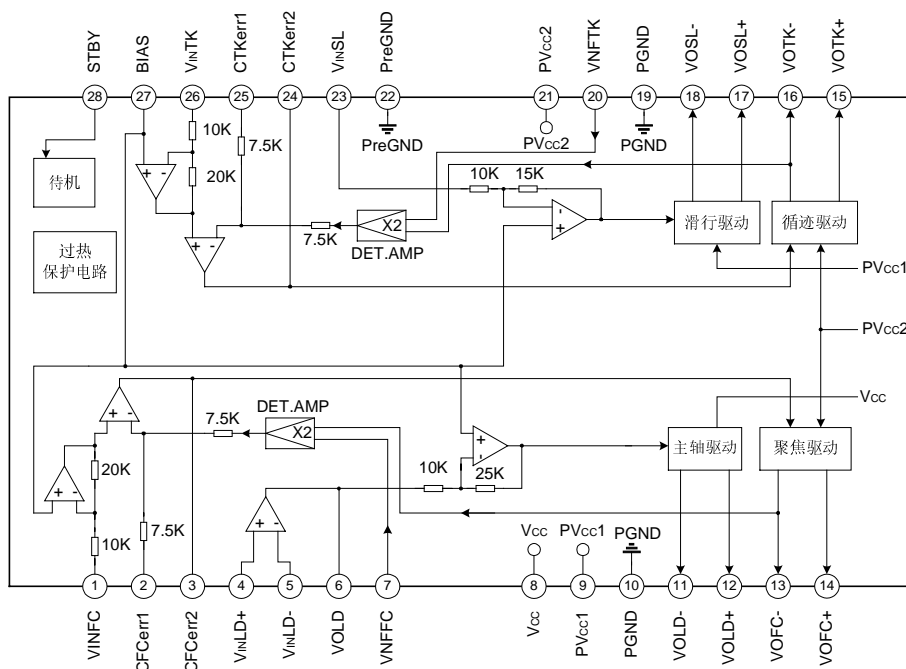 STBY
BIAS
VINTK
CTKerr1
CTKerr2
VINSL
PreGND
PVcc2
VNFTK
PGND
VOSL-
VOSL+
VOTK-
VOTK+
28
27
26
25
24
23
22
21
20
19
18
17
16
15
10K
7.5K
PreGND
PVcc2
PGND
待机
+ -
20K
10K
15K
+ -
7.5K
X2
DET.AMP
-
+
滑行驱动
循迹驱动
过热
保护电路
PVcc1
PVcc2
Vcc
+ -
7.5K
DET.AMP
X2
+
-
主轴驱动
聚焦驱动
20K
+ -
10K
25K
10K
7.5K
+ -
Vcc
PVcc1
PGND
1
2
3
4
5
6
7
8
9
10
11
12
13
14
VINFC
CFCerr1
CFCerr2
VINLD+
VINLD-
VOLD
VNFFC
Vcc
PVcc1
PGND
VOLD-
VOLD+
VOFC-
VOFC+